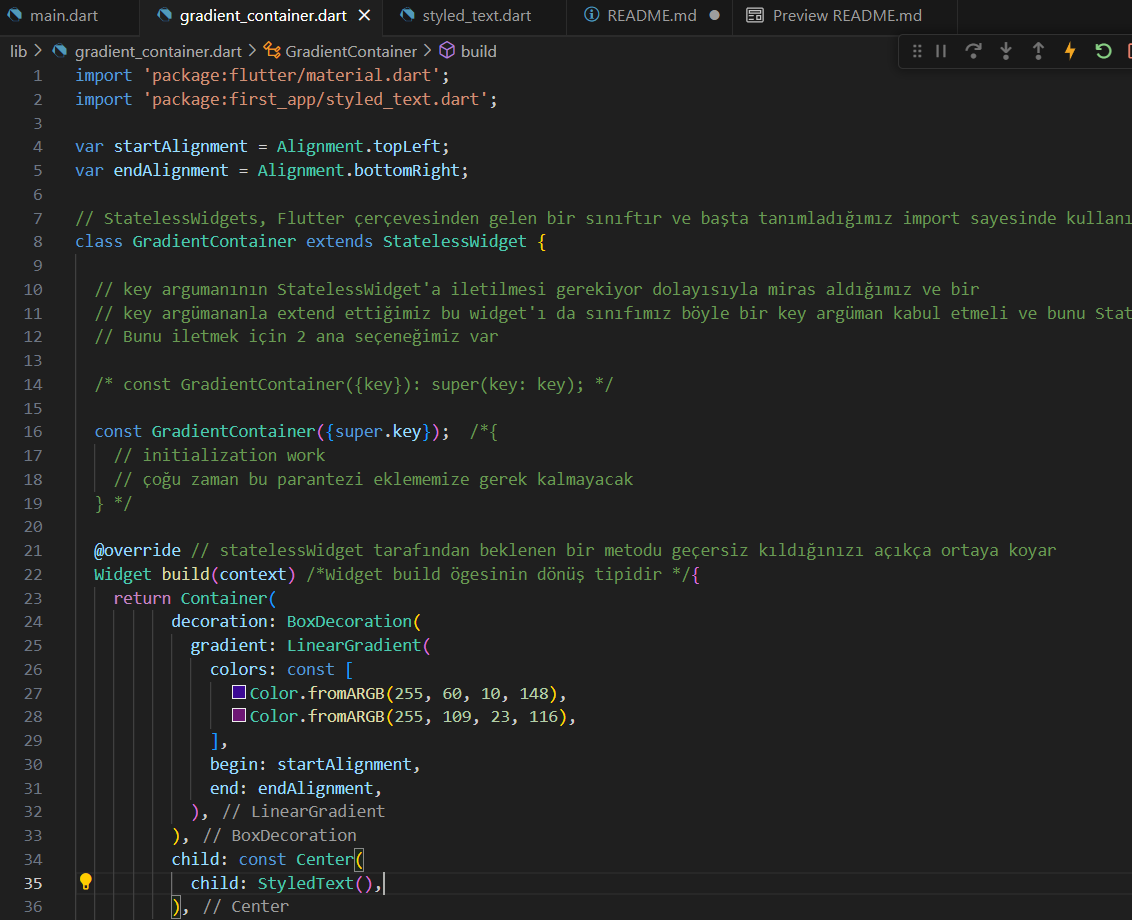 main.dart gradient_container.dart styled_text.dart README.md Preview README.md
lib > gradient_container.dart > GradientContainer > build
1 import 'package:flutter/material.dart';
2 import 'package:first_app/styled_text.dart';
3
4 var startAlignment = Alignment.topLeft;
5 var endAlignment = Alignment.bottomRight;
6
7 // StatelessWidgets, Flutter çerçevesinden gelen bir sınıftır ve başta tanımladığımız import sayesinde kullanı
8 class GradientContainer extends StatelessWidget {
9
10 // key argumanının StatelessWidget'a iletilmesi gerekiyor dolayısıyla miras aldığımız ve bir
11 // key argümananla extend ettiğimiz bu widget'ı da sınıfımız böyle bir key argüman kabul etmeli ve bunu Stat
12 // Bunu iletmek için 2 ana seçeneğimiz var
13
14 /* const GradientContainer({key}): super(key: key); */
15
16 const GradientContainer({super.key});  /*{
17 // initialization work
18 // çoğu zaman bu parantezi eklememize gerek kalmayacak
19 } */
20
21 @override // statelessWidget tarafından beklenen bir metodu geçersiz kıldığınızı açıkça ortaya koyar
22 Widget build(context) /*Widget build ögesinin dönüş tipidir */{
23 return Container(
24 decoration: BoxDecoration(
25 gradient: LinearGradient(
26 colors: const [
27 Color.fromARGB(255, 60, 10, 148),
28 Color.fromARGB(255, 109, 23, 116),
29 ],
30 begin: startAlignment,
31 end: endAlignment,
32 ), // LinearGradient
33 ), // BoxDecoration
34 child: const Center(
35 child: StyledText(),
36 ), // Center